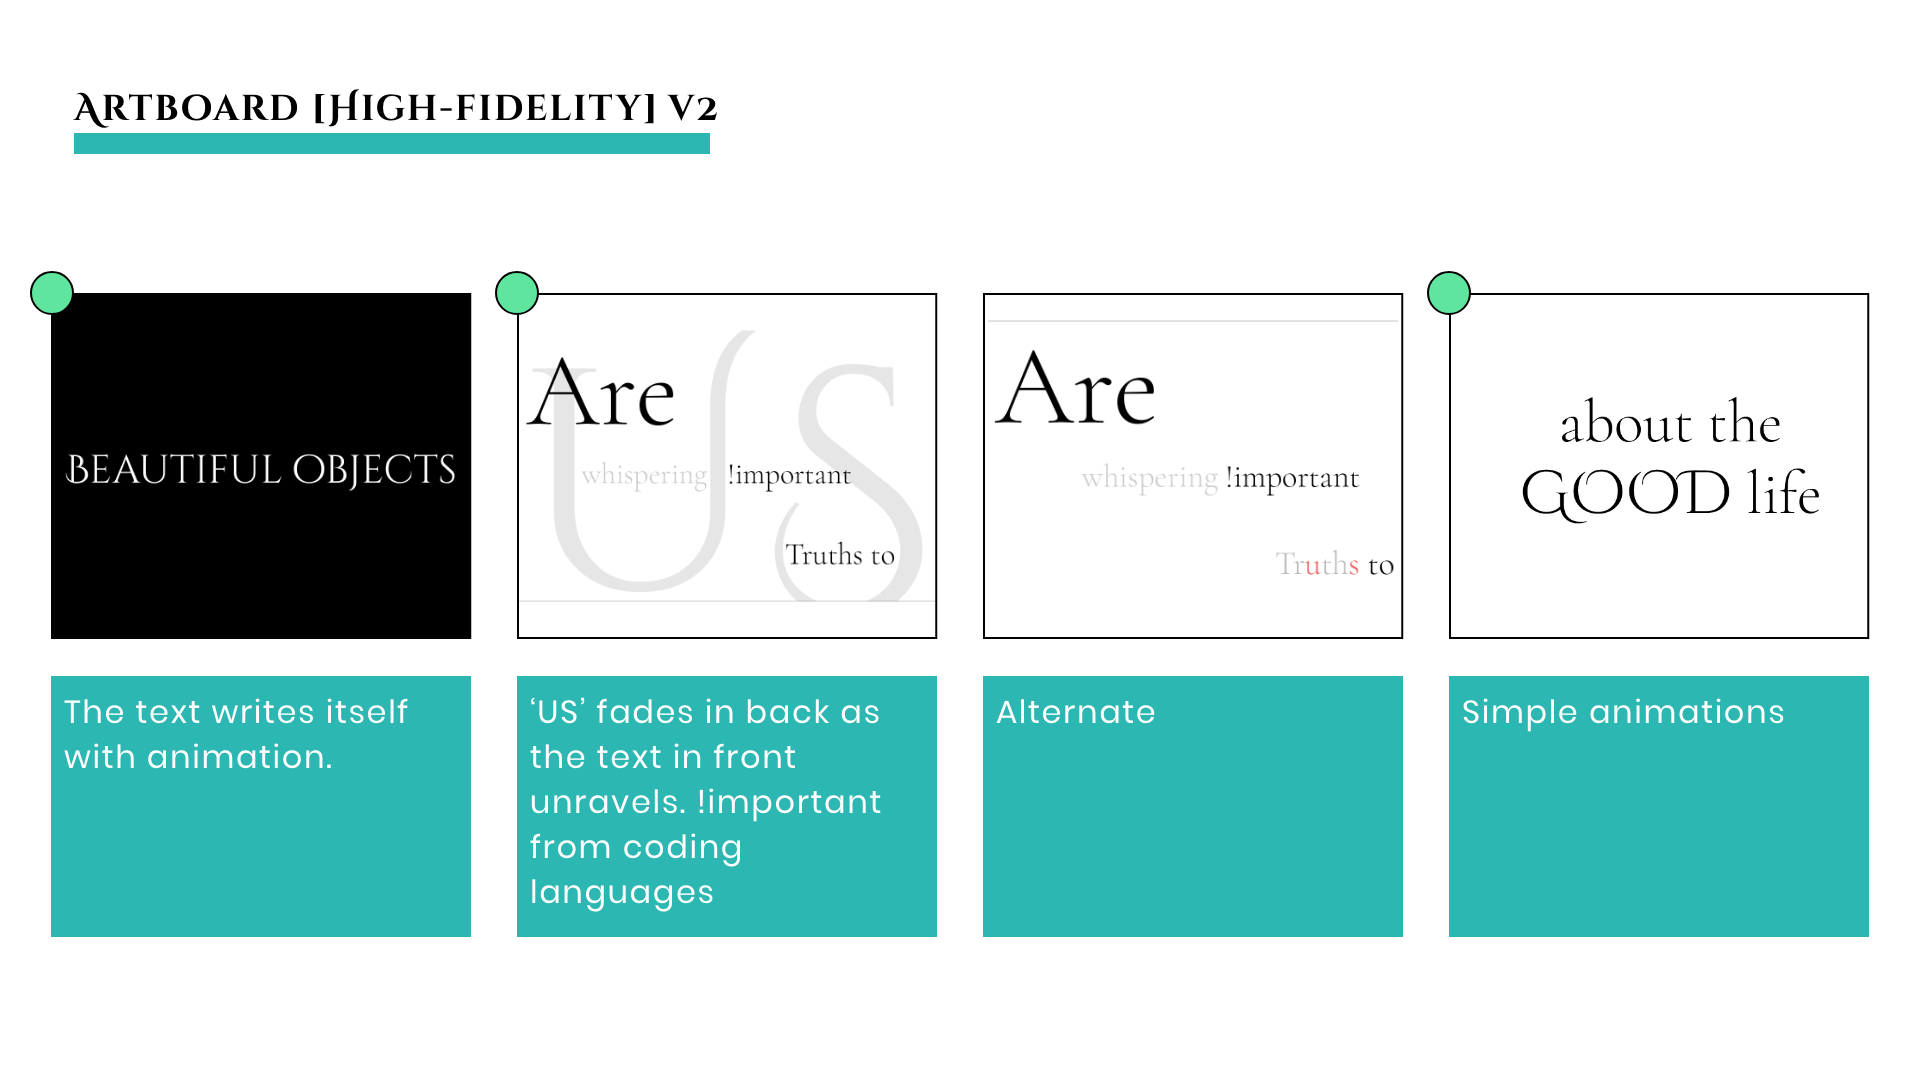 Artboard [High-fidelity] v2
Beautiful objects
Are
US
whispering !important
Truths to
Are
whispering !important
Truths to
about the
GOOD life
The text writes itself
with animation.
‘US’ fades in back as
the text in front
unravels. !important
from coding
languages
Alternate
Simple animations